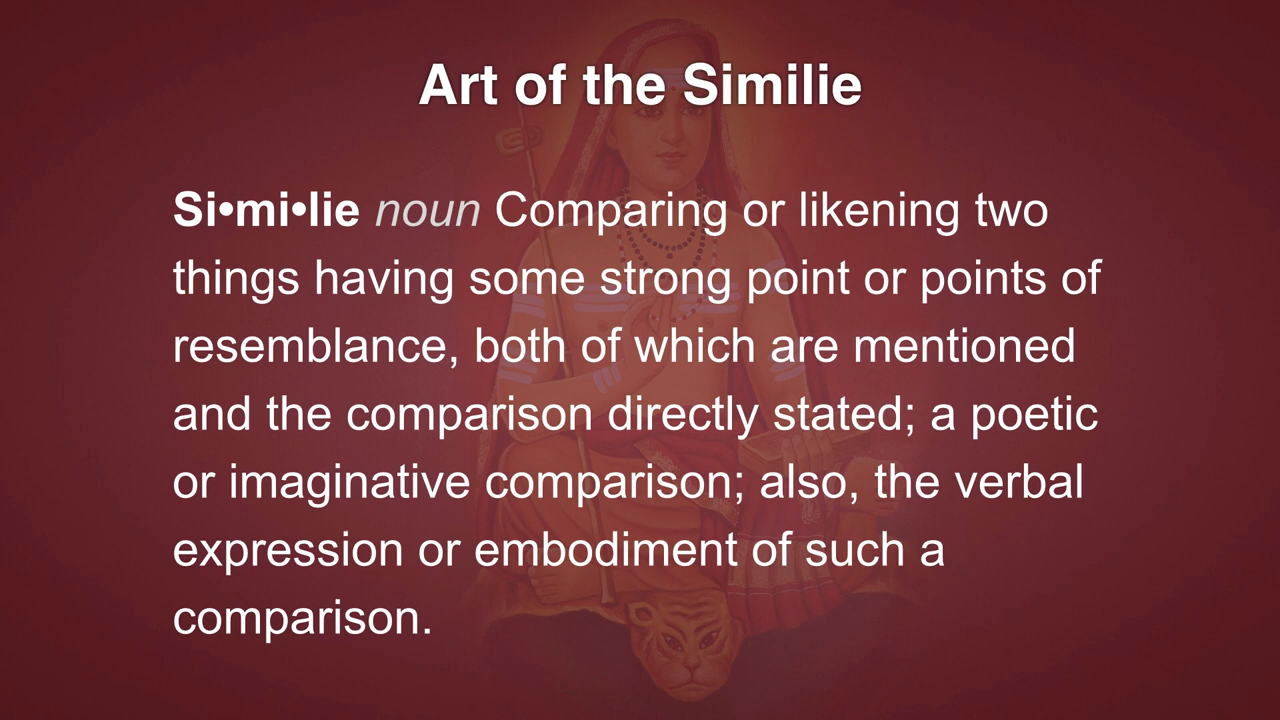 Art of the Similie
Si•mi•lie noun Comparing or likening two
things having some strong point or points of
resemblance, both of which are mentioned
and the comparison directly stated; a poetic
or imaginative comparison; also, the verbal
expression or embodiment of such a
comparison.